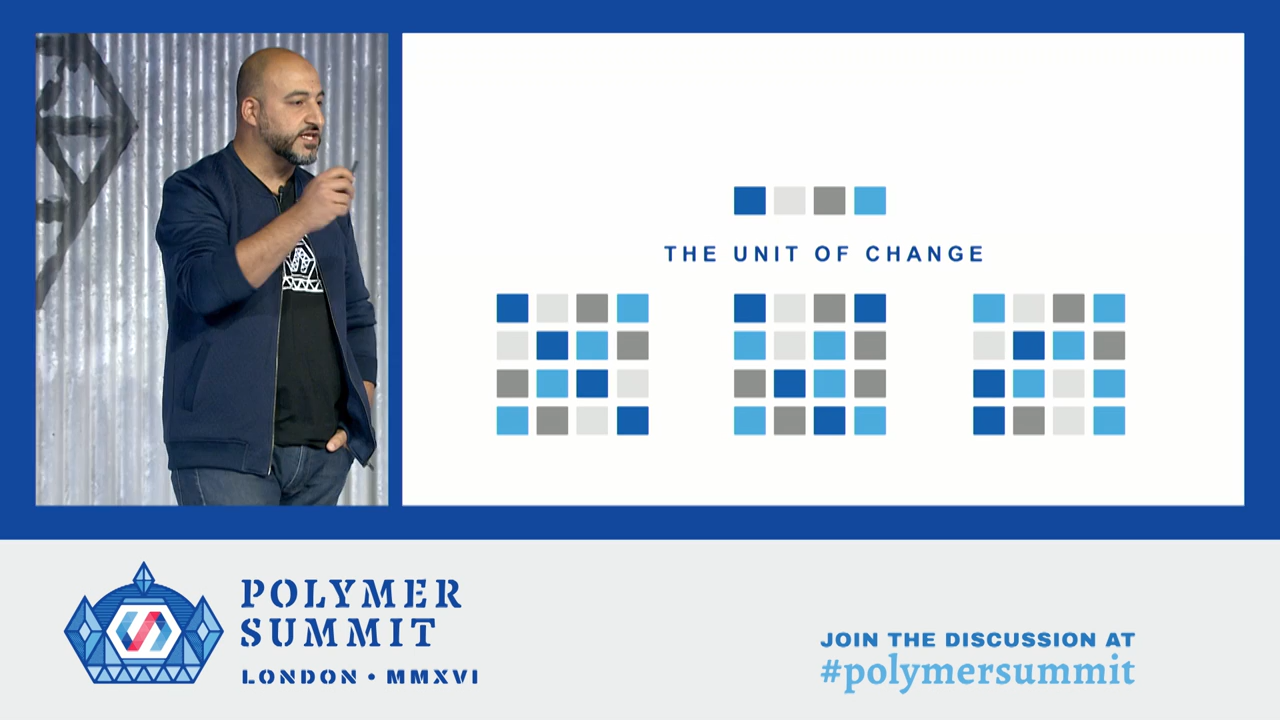 THE UNIT OF CHANGE
POLYMER
SUMMIT
LONDON • MMXVI
JOIN THE DISCUSSION AT
#polymersummit